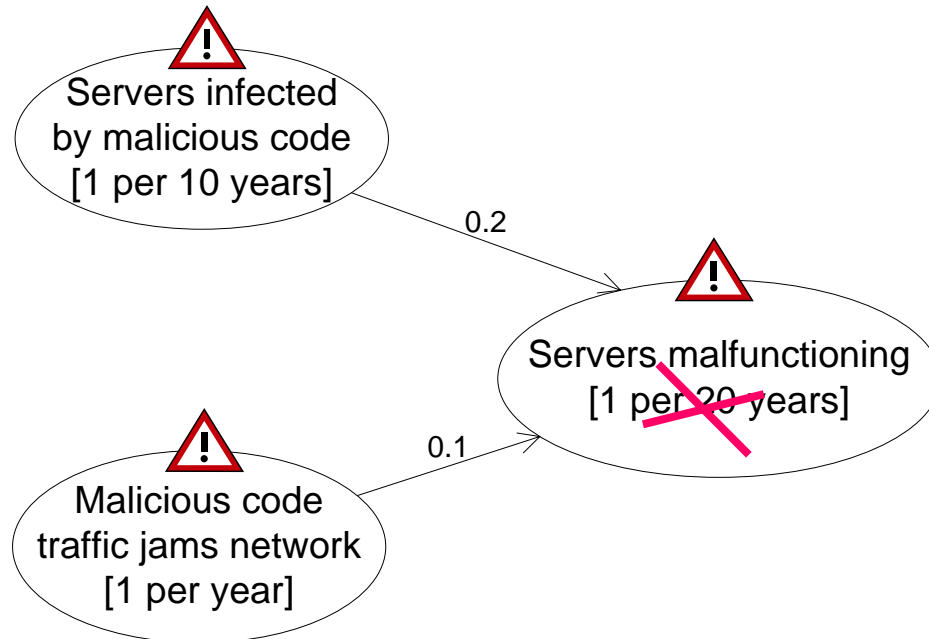 Servers infected
by malicious code
[1 per 10 years]
0.2
Servers malfunctioning
[1 per 20 years]
0.1
Malicious code
traffic jams network
[1 per year]